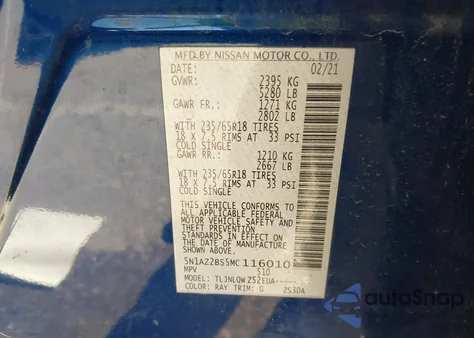 MFD BY NISSAN MOTOR CO., LTD.
DATE: 02/21
GVWR: 2395 KG
5280 LB
GAWR FR.: 1271 KG
2802 LB
WITH 235/65R18 TIRES
18 X 7.5 RIMS AT 33 PSI
COLD SINGLE
GAWR RR.: 1210 KG
2667 LB
WITH 235/65R18 TIRES
18 X 7.5 RIMS AT 33 PSI
COLD SINGLE
THIS VEHICLE CONFORMS TO
ALL APPLICABLE FEDERAL
MOTOR VEHICLE SAFETY AND
THEFT PREVENTION
STANDARDS IN EFFECT ON
THE DATE OF MANUFACTURE
SHOWN ABOVE.
5N1AZ2BS5MC116010
MPV S10
MODEL: TLJNLQWZ52EUA-----
COLOR: TRIM: G 2530A
autoSnap